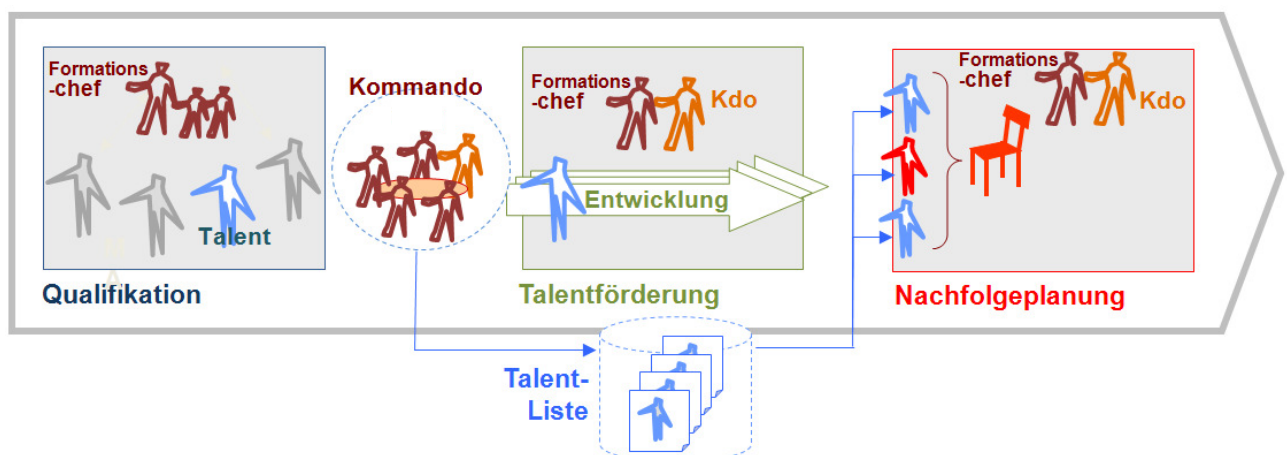 Formations
-chef
Talent
Qualifikation
Kommando
Formations
-chef
Kdo
Entwicklung
Talentförderung
Formations
-chef
Kdo
Nachfolgeplanung
Talent-
Liste